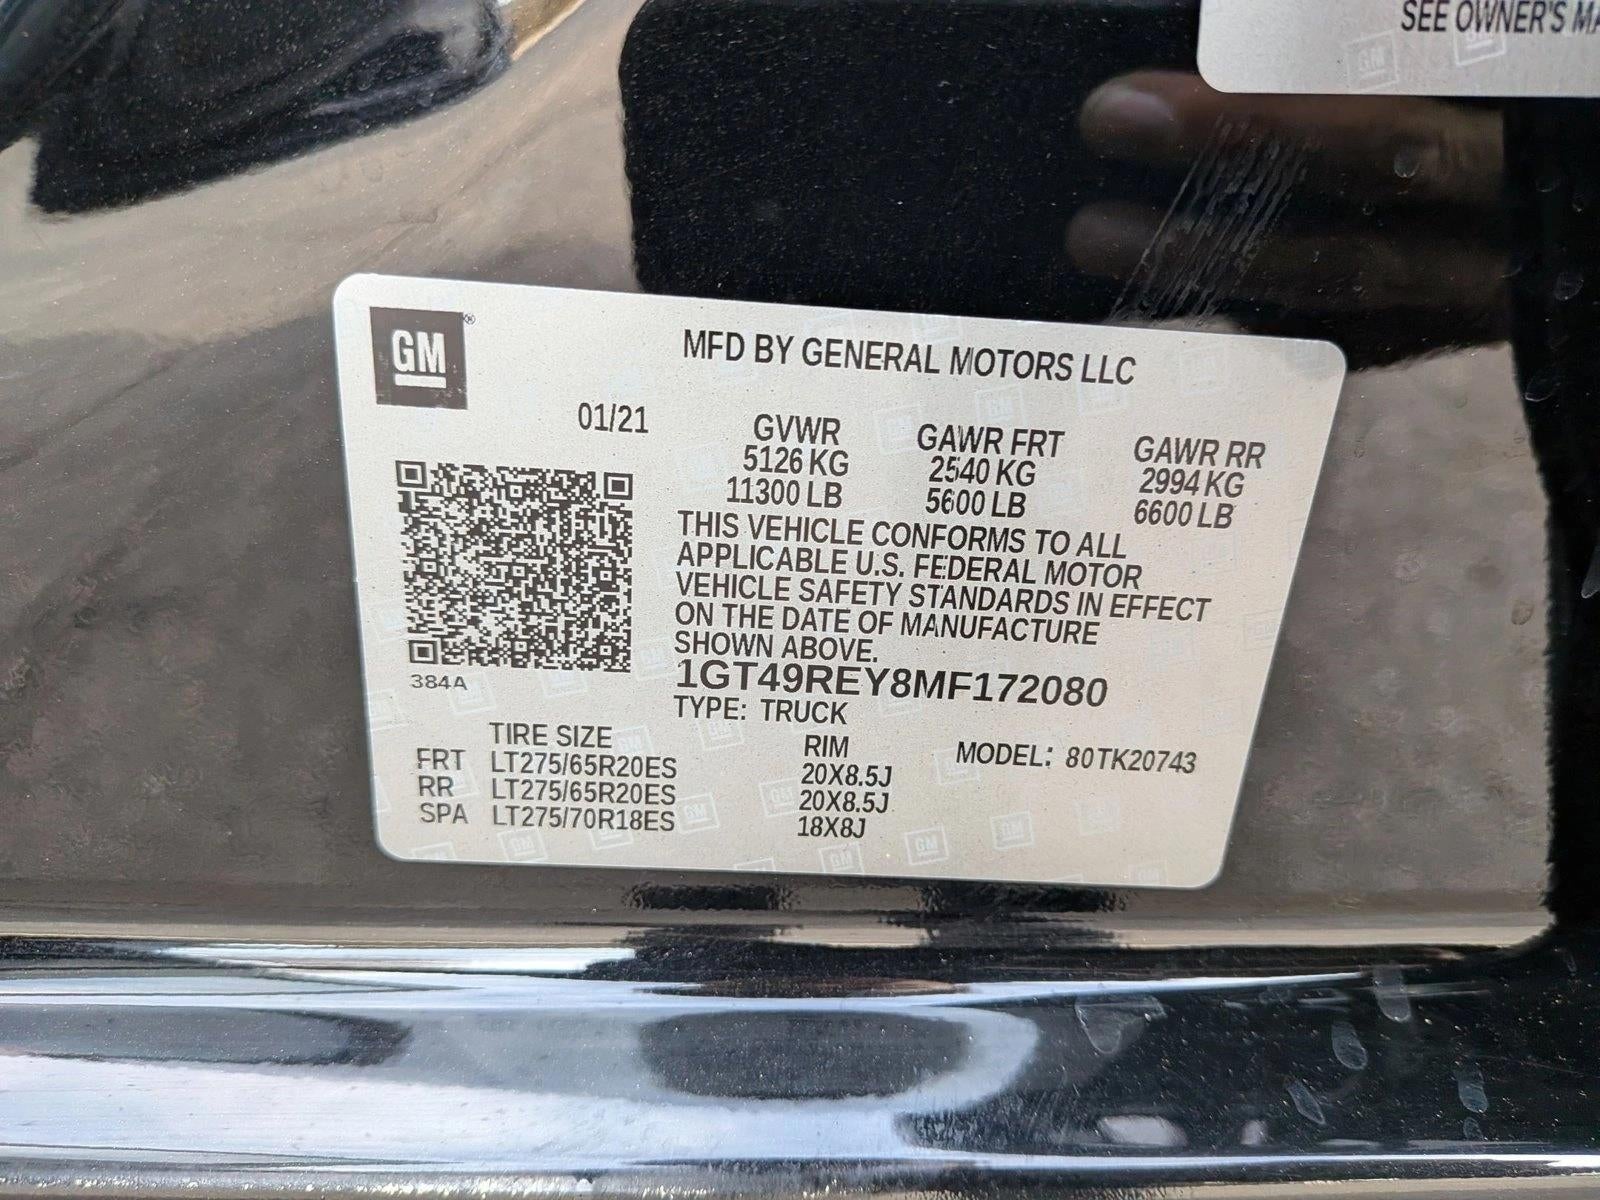 SEE OWNER'S
GM®
MFD BY GENERAL MOTORS LLC
01/21
GVWR GAWR FRT GAWR RR
5126 KG 2540 KG 2994 KG
11300 LB 5600 LB 6600 LB
THIS VEHICLE CONFORMS TO ALL
APPLICABLE U.S. FEDERAL MOTOR
VEHICLE SAFETY STANDARDS IN EFFECT
ON THE DATE OF MANUFACTURE
SHOWN ABOVE.
384A
1GT49REY8MF172080
TYPE: TRUCK
TIRE SIZE RIM MODEL: 80TK20743
FRT LT275/65R20ES 20X8.5J
RR LT275/65R20ES 20X8.5J
SPA LT275/70R18ES 18X8J